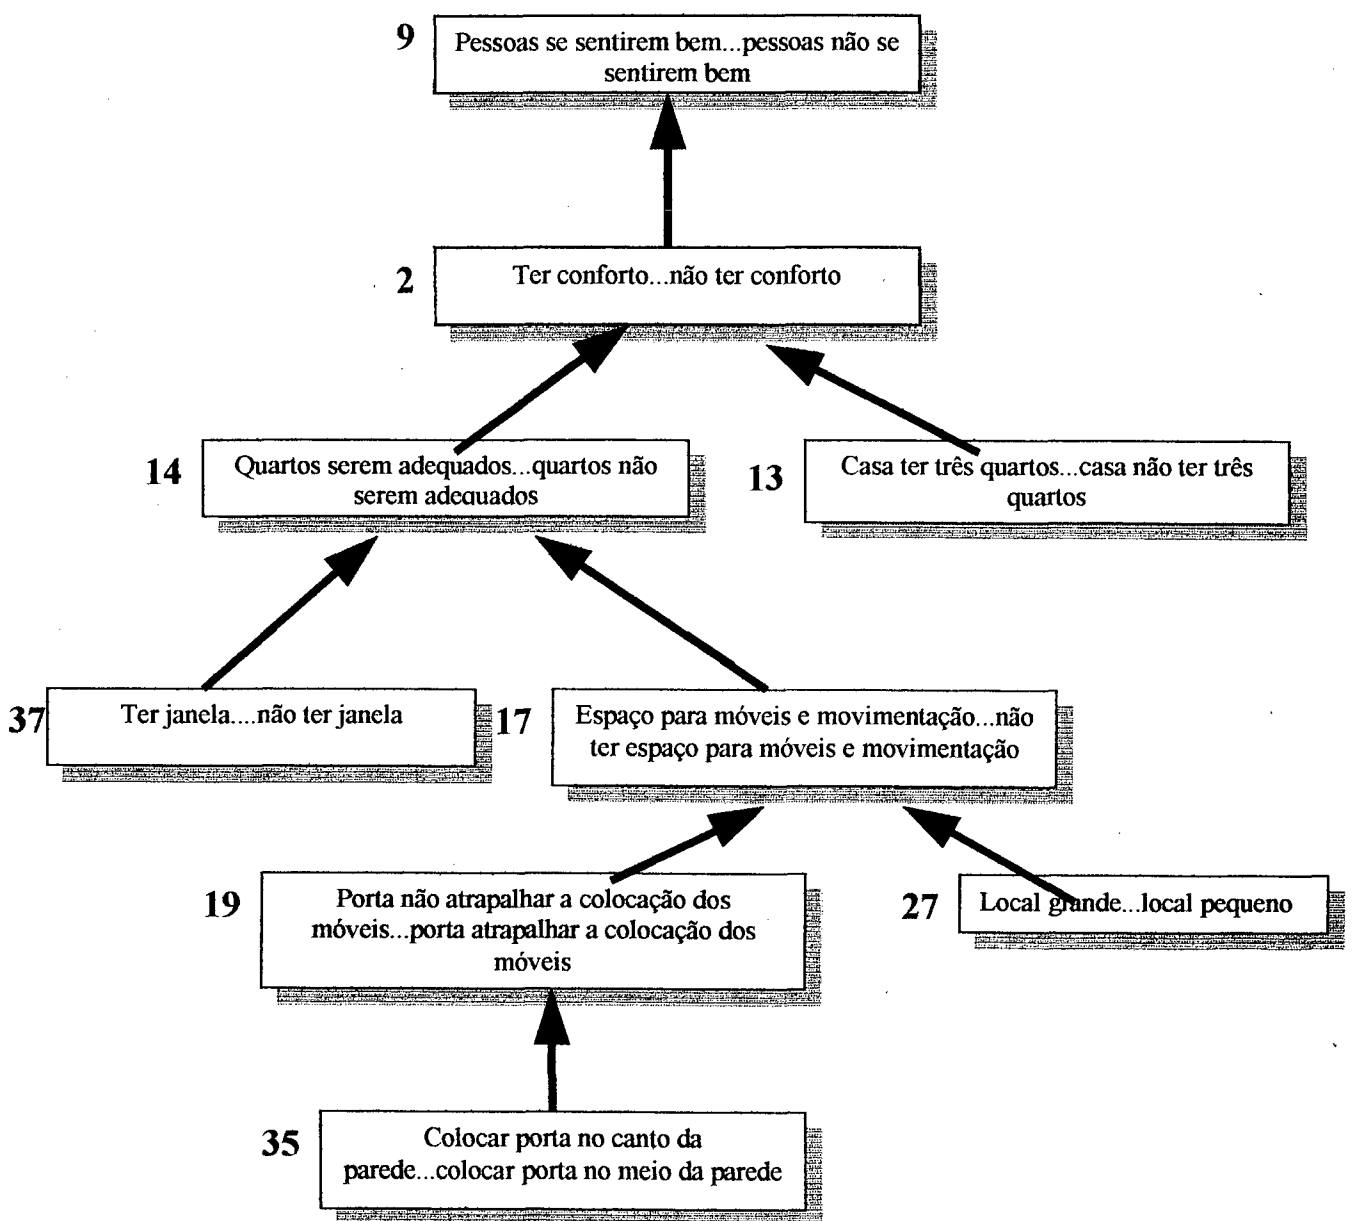 9
Pessoas se sentirem bem...pessoas não se
sentirem bem
2
Ter conforto...não ter conforto
14
Quartos serem adequados...quartos não
serem adequados
13
Casa ter três quartos...casa não ter três
quartos
37
Ter janela....não ter janela
17
Espaço para móveis e movimentação...não
ter espaço para móveis e movimentação
19
Porta não atrapalhar a colocação dos
móveis...porta atrapalhar a colocação dos
móveis
27
Local grande...local pequeno
35
Colocar porta no canto da
parede...colocar porta no meio da parede